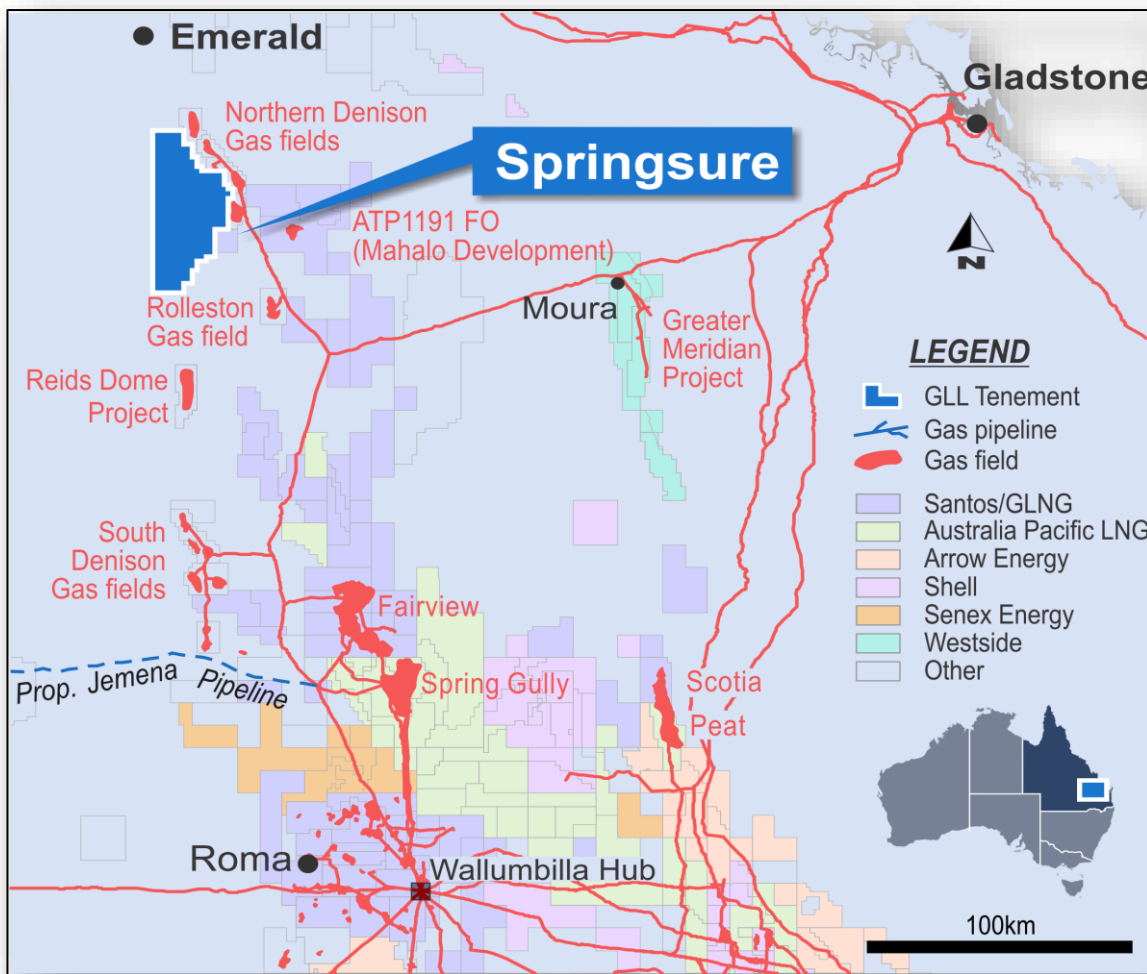 Emerald
Gladstone
Northern Denison
Gas fields
Springsure
ATP1191 FO
(Mahalo Development)
N
Rolleston
Gas field
Moura
Greater
Meridian
Project
Reids Dome
Project
South
Denison
Gas fields
Fairview
Prop. Jemena Pipeline
Spring Gully
Scotia
Peat
Roma
Wallumbilla Hub
LEGEND
GLL Tenement
Gas pipeline
Gas field
Santos/GLNG
Australia Pacific LNG
Arrow Energy
Shell
Senex Energy
Westside
Other
100km